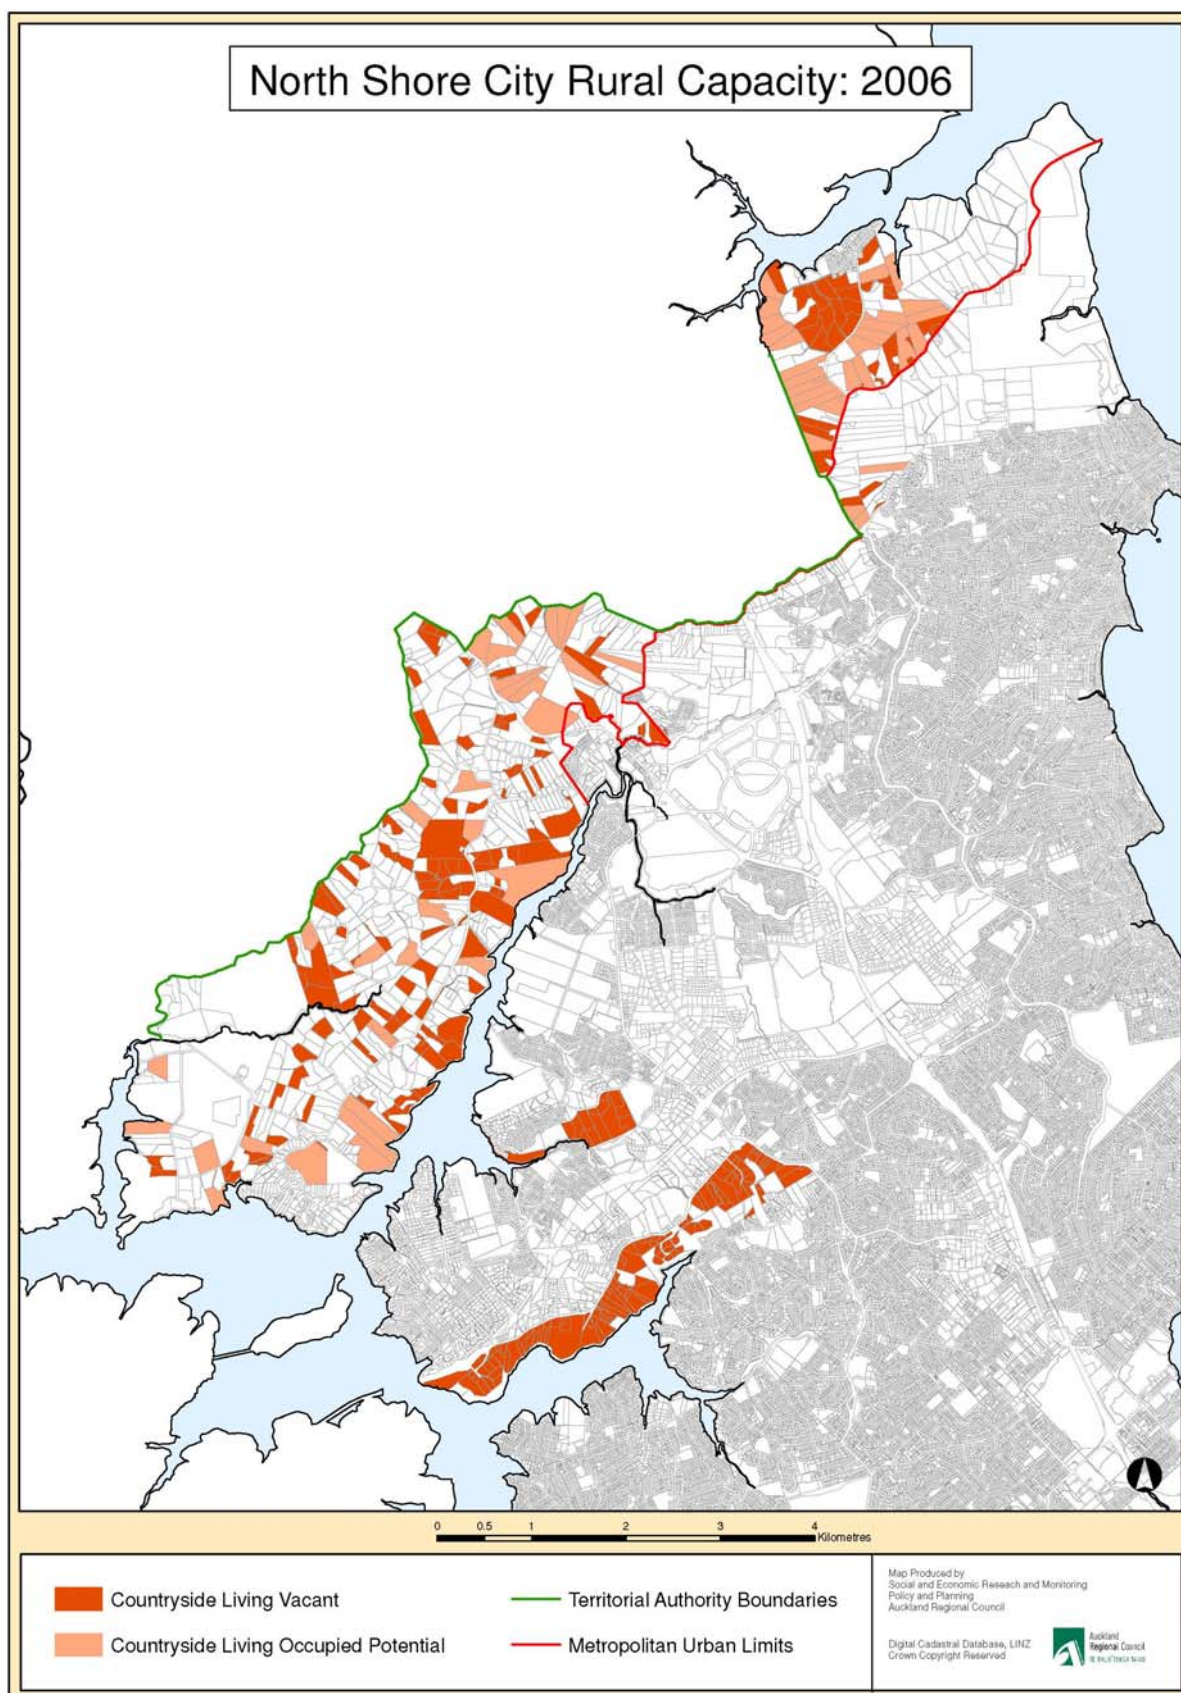 North Shore City Rural Capacity: 2006
0 0.5 1 2 3 4
Kilometres
Countryside Living Vacant
Countryside Living Occupied Potential
Territorial Authority Boundaries
Metropolitan Urban Limits
Map Produced by
Social and Economic Reseach and Monitoring
Policy and Planning
Auckland Regional Council
Digital Cadastral Database, LINZ
Crown Copyright Reserved
Auckland
Regional Council